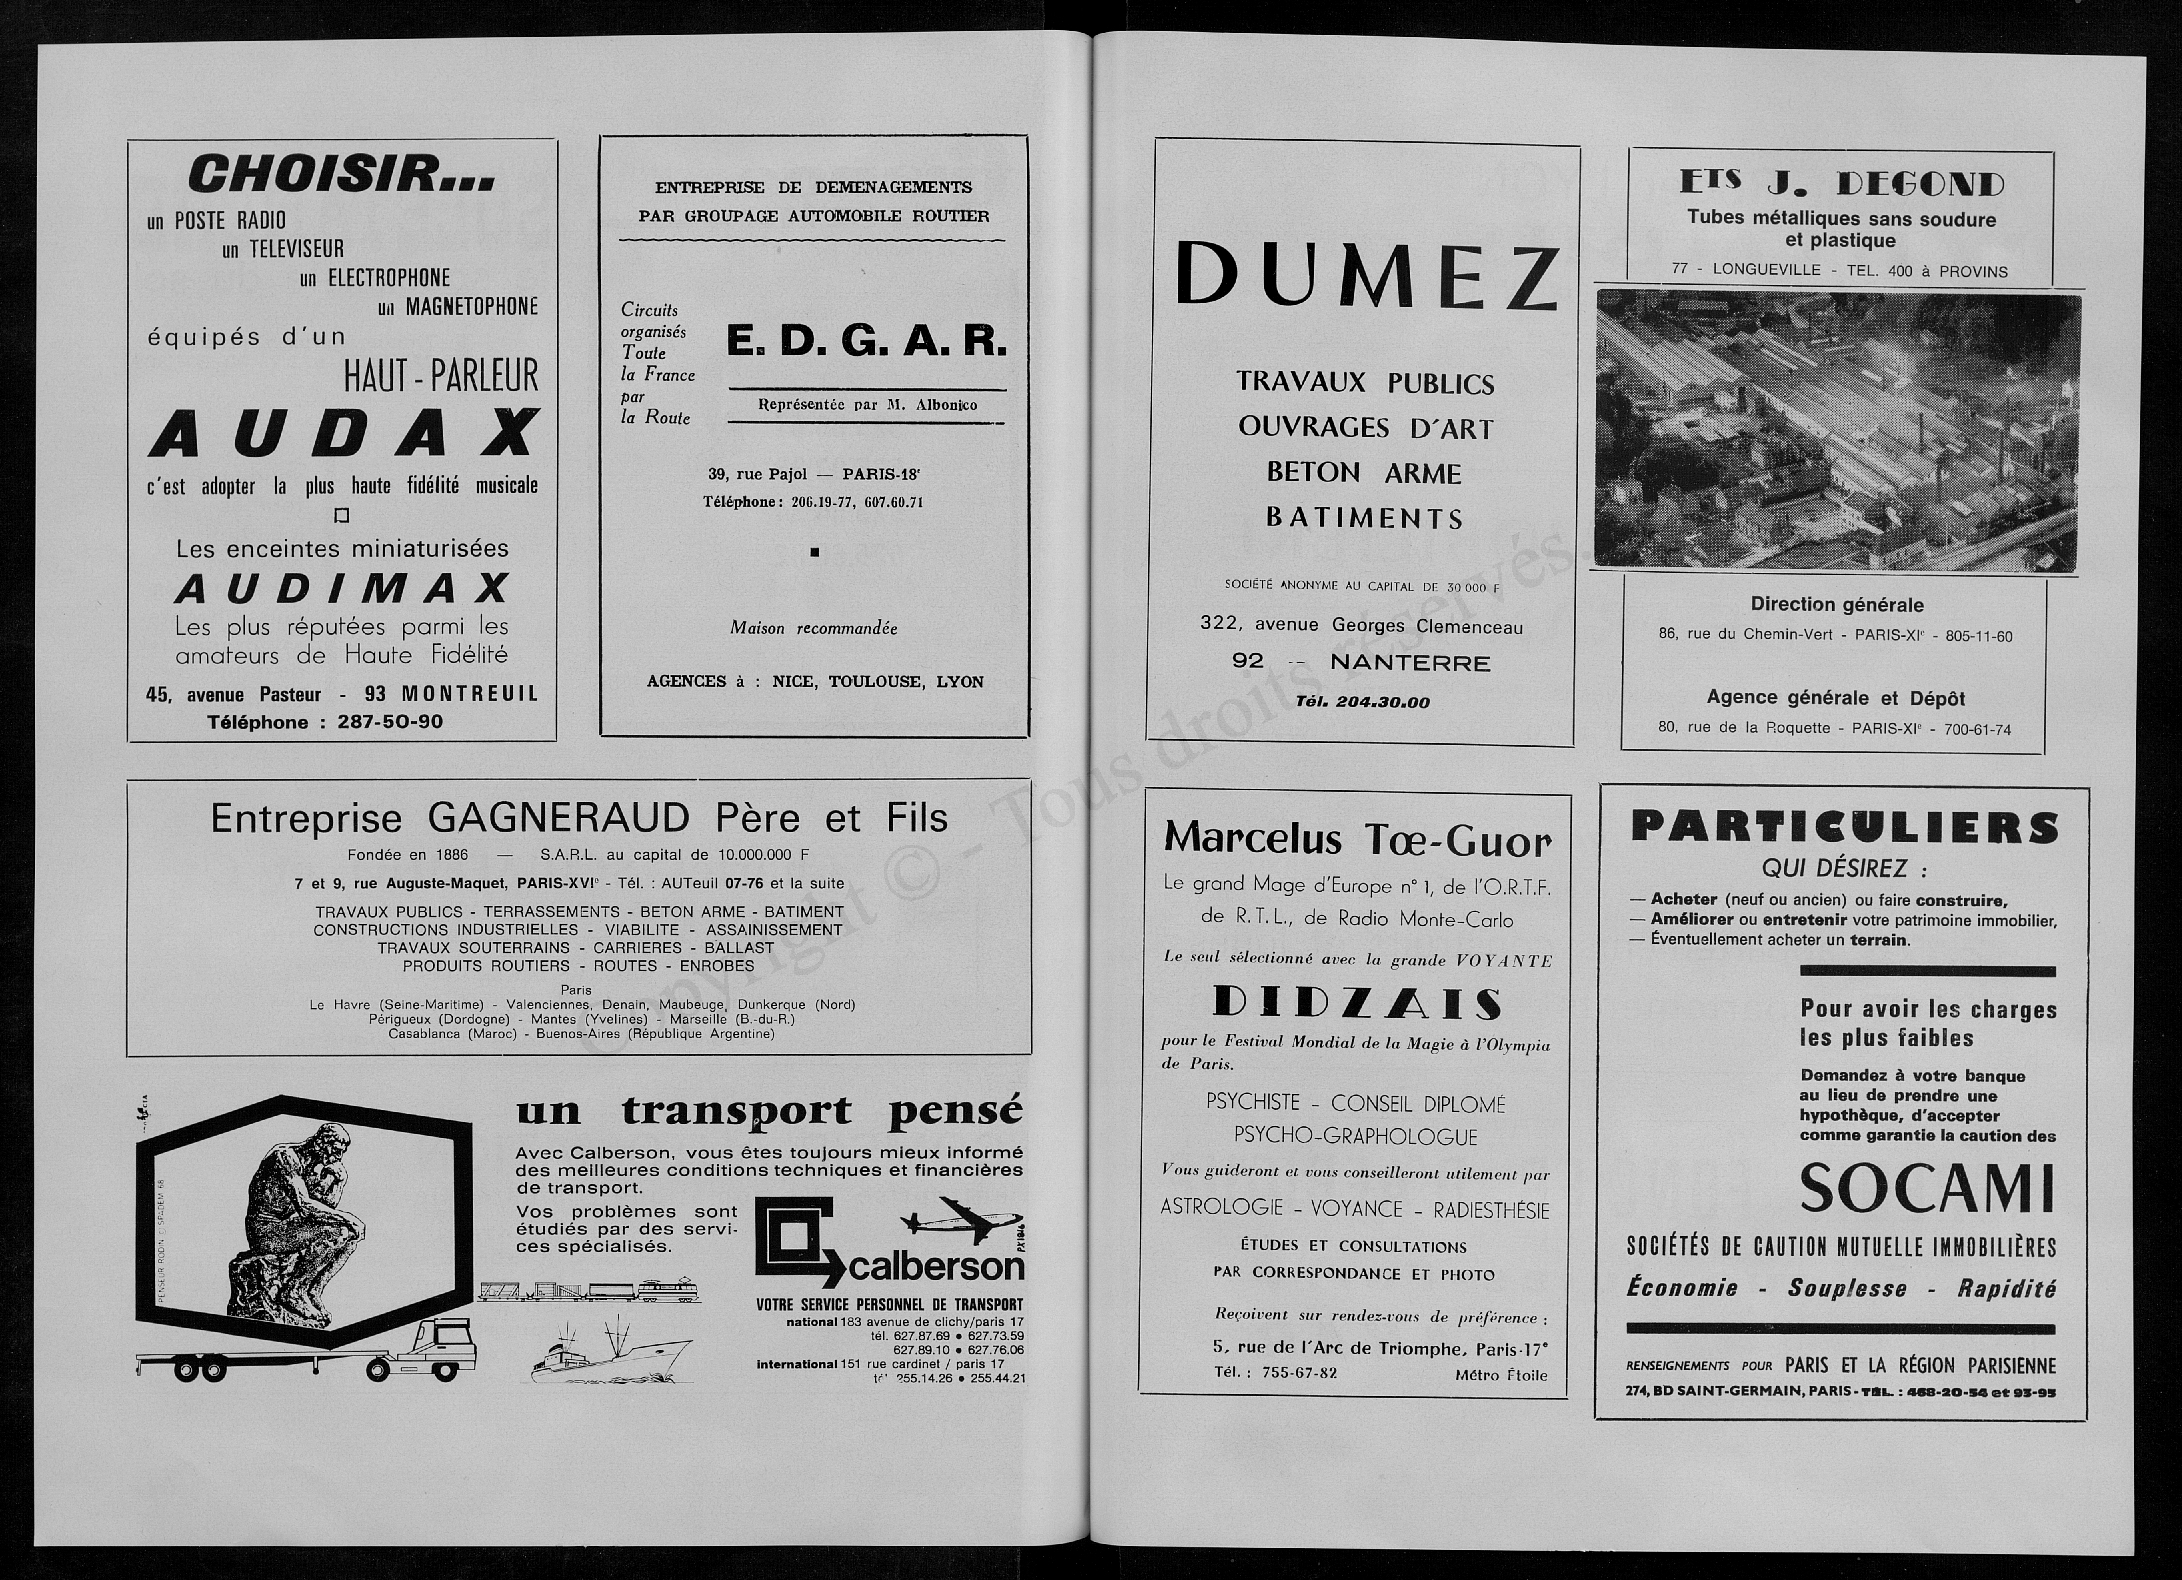 CHOISIR...
un POSTE RADIO
un TELEVISEUR
un ELECTROPHONE
un MAGNETOPHONE
équipés d'un
HAUT-PARLEUR
AUDAX
c'est adopter la plus haute fidélité musicale
Les enceintes miniaturisées
AUDIMAX
Les plus réputées parmi les
amateurs de Haute Fidélité
45, avenue Pasteur - 93 MONTREUIL
Téléphone : 287-50-90
ENTREPRISE DE DEMENAGEMENTS
PAR GROUPAGE AUTOMOBILE ROUTIER
Circuits
organisés
Toute
la France
par
la Route
E. D. G. A. R.
Représentée par M. Albonico
39, rue Pajol — PARIS-18e
Téléphone : 206.19-77, 607.60.71
Maison recommandée
AGENCES à : NICE, TOULOUSE, LYON
Entreprise GAGNERAUD Père et Fils
Fondée en 1886 — S.A.R.L. au capital de 10.000.000 F
7 et 9, rue Auguste-Maquet, PARIS-XVIe - Tél. : AUTeuil 07-76 et la suite
TRAVAUX PUBLICS - TERRASSEMENTS - BETON ARME - BATIMENT
CONSTRUCTIONS INDUSTRIELLES - VIABILITE - ASSAINISSEMENT
TRAVAUX SOUTERRAINS - CARRIERES - BALLAST
PRODUITS ROUTIERS - ROUTES - ENROBES
Paris
Le Havre (Seine-Maritime) - Valenciennes, Denain, Maubeuge, Dunkerque (Nord)
Périgueux (Dordogne) - Mantes (Yvelines) - Marseille (B.-du-R.)
Casablanca (Maroc) - Buenos-Aires (République Argentine)
PENSEUR RODIN © SPADEM 68
un transport pensé
Avec Calberson, vous êtes toujours mieux informé
des meilleures conditions techniques et financières
de transport.
Vos problèmes sont
étudiés par des servi-
ces spécialisés.
calberson
VOTRE SERVICE PERSONNEL DE TRANSPORT
national 183 avenue de clichy/paris 17
tél. 627.87.69 • 627.73.59
627.89.10 • 627.76.06
international 151 rue cardinet / paris 17
255.14.26 • 255.44.21
DUMEZ
TRAVAUX PUBLICS
OUVRAGES D'ART
BETON ARME
BATIMENTS
SOCIÉTÉ ANONYME AU CAPITAL DE 30 000 F
322, avenue Georges Clemenceau
92 -- NANTERRE
Tél. 204.30.00
ETS J. DEGOND
Tubes métalliques sans soudure
et plastique
77 - LONGUEVILLE - TEL. 400 à PROVINS
Direction générale
86, rue du Chemin-Vert - PARIS-XIe - 805-11-60
Agence générale et Dépôt
80, rue de la Roquette - PARIS-XIe - 700-61-74
Marcelus Tœ-Guor
Le grand Mage d'Europe n° 1, de l'O.R.T.F.
de R.T.L., de Radio Monte-Carlo
Le seul sélectionné avec la grande VOYANTE
DIDZAIS
pour le Festival Mondial de la Magie à l'Olympia
de Paris.
PSYCHISTE - CONSEIL DIPLOMÉ
PSYCHO-GRAPHOLOGUE
Vous guideront et vous conseilleront utilement par
ASTROLOGIE - VOYANCE - RADIESTHÉSIE
ÉTUDES ET CONSULTATIONS
PAR CORRESPONDANCE ET PHOTO
Reçoivent sur rendez-vous de préférence :
5, rue de l'Arc de Triomphe, Paris-17e
Tél. : 755-67-82 Métro Étoile
PARTICULIERS
QUI DÉSIREZ :
— Acheter (neuf ou ancien) ou faire construire,
— Améliorer ou entretenir votre patrimoine immobilier,
— Éventuellement acheter un terrain.
Pour avoir les charges
les plus faibles
Demandez à votre banque
au lieu de prendre une
hypothèque, d'accepter
comme garantie la caution des
SOCAMI
SOCIÉTÉS DE CAUTION MUTUELLE IMMOBILIÈRES
Économie - Souplesse - Rapidité
RENSEIGNEMENTS POUR PARIS ET LA RÉGION PARISIENNE
274, BD SAINT-GERMAIN, PARIS - TÉL. : 468-20-54 et 93-95
Copyright © - Tous droits réservés.